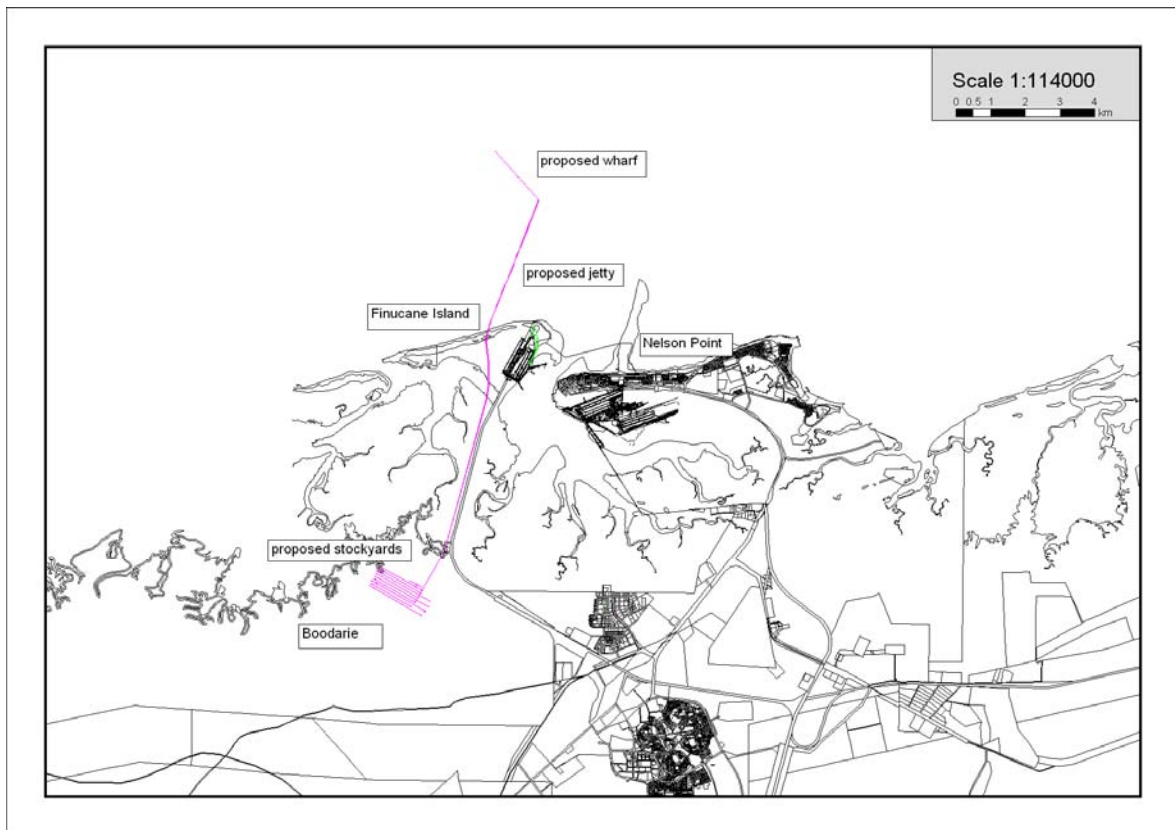 Scale 1:114000
0 0.5 1 2 3 4
km
proposed wharf
proposed jetty
Finucane Island
Nelson Point
proposed stockyards
Boodarie